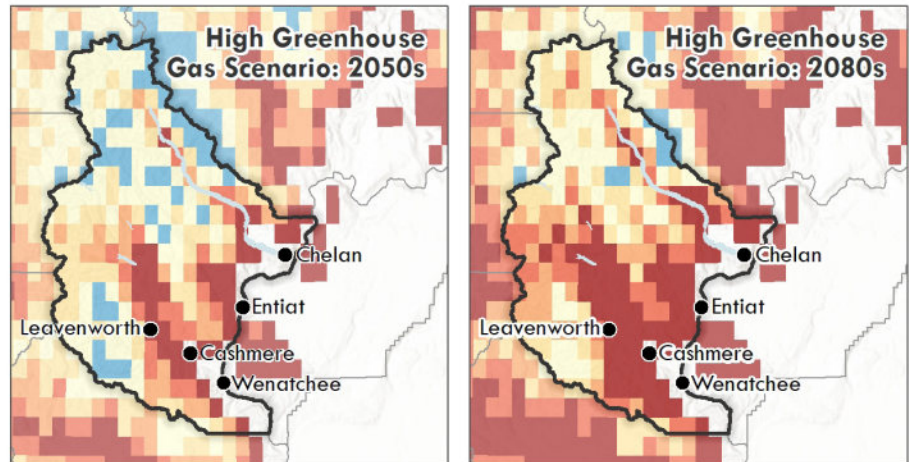 High Greenhouse
Gas Scenario: 2050s
Chelan
Entiat
Leavenworth
Cashmere
Wenatchee
High Greenhouse
Gas Scenario: 2080s
Chelan
Entiat
Leavenworth
Cashmere
Wenatchee